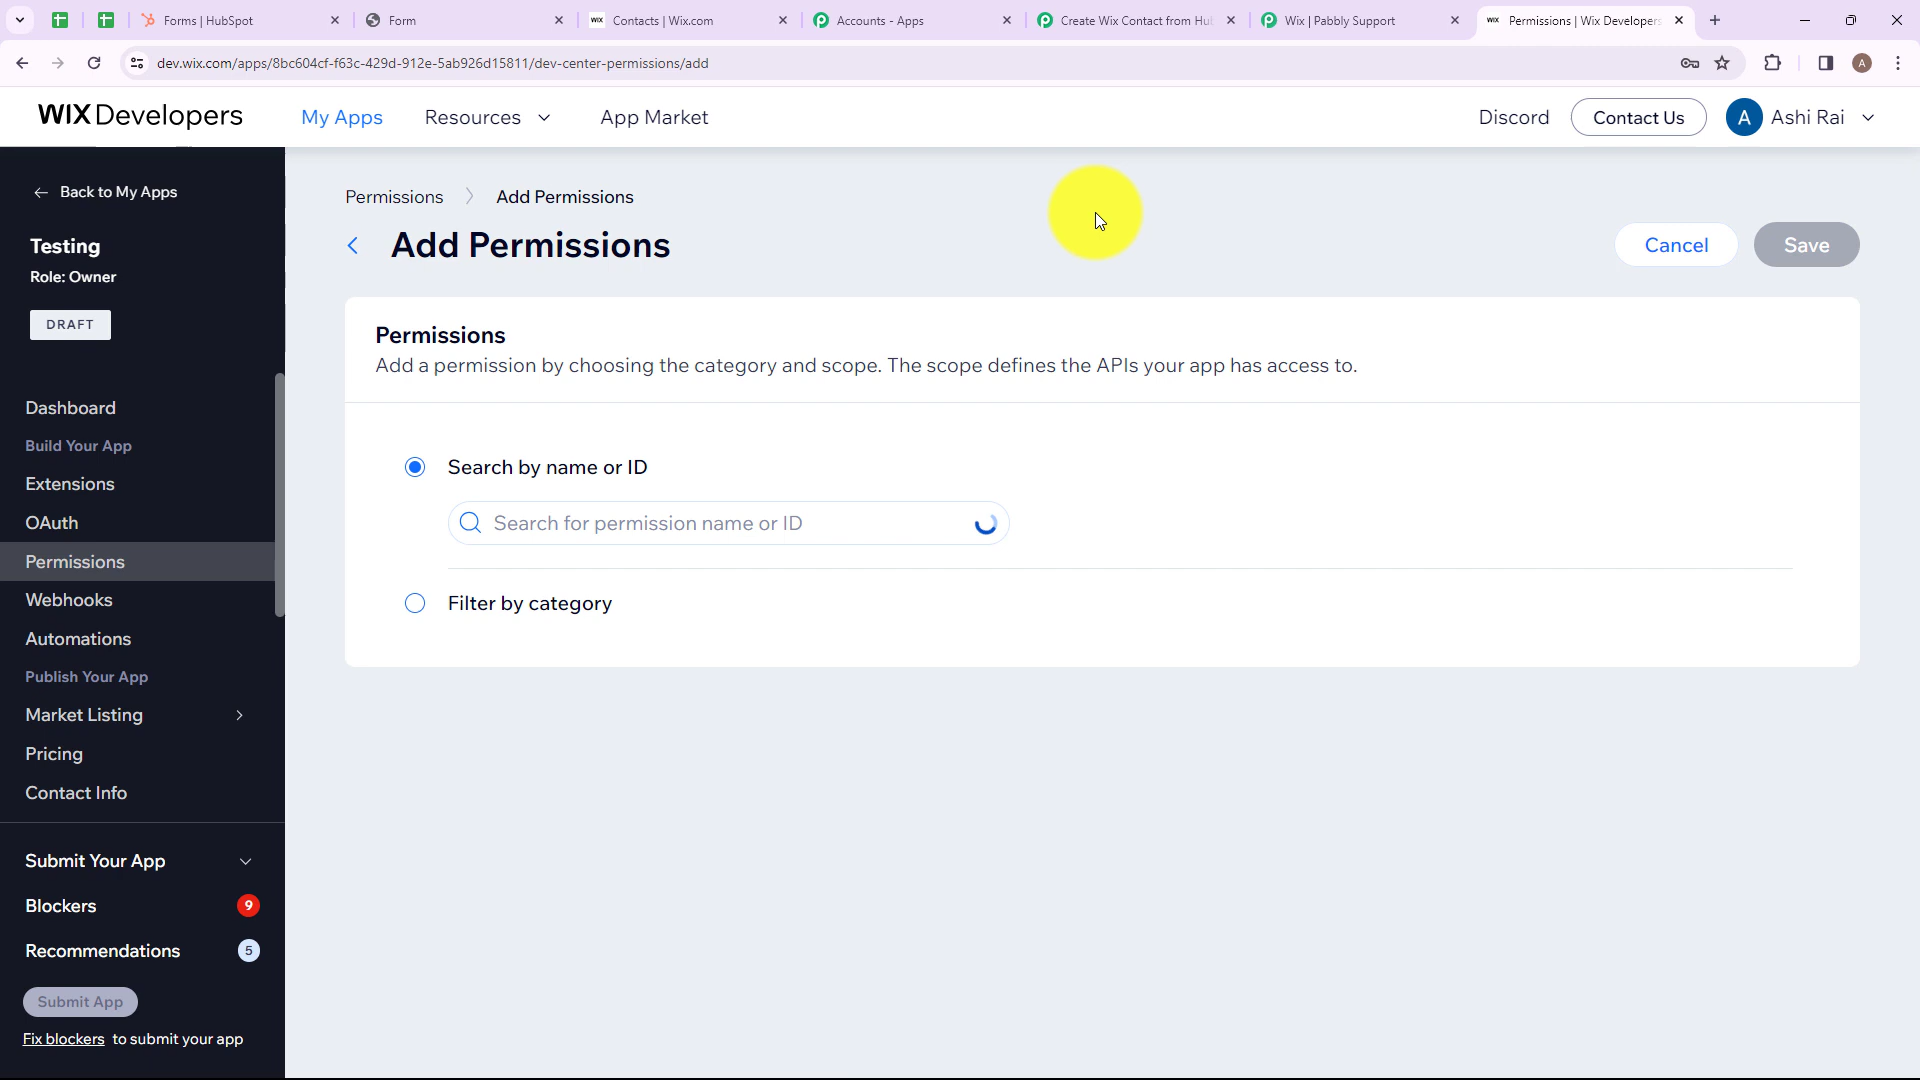 Forms | HubSpot
Form
Contacts | Wix.com
Accounts - Apps
Create Wix Contact from Hu
Wix | Pabbly Support
Permissions | Wix Developers
dev.wix.com/apps/8bc604cf-f63c-429d-912e-5ab926d15811/dev-center-permissions/add
A
WIX Developers
My Apps
Resources
App Market
Discord
Contact Us
A
Ashi Rai
Back to My Apps
Testing
Role: Owner
DRAFT
Dashboard
Build Your App
Extensions
OAuth
Permissions
Webhooks
Automations
Publish Your App
Market Listing
Pricing
Contact Info
Submit Your App
Blockers 9
Recommendations 5
Submit App
Fix blockers to submit your app
Permissions
Add Permissions
Add Permissions
Cancel
Save
Permissions
Add a permission by choosing the category and scope. The scope defines the APIs your app has access to.
Search by name or ID
Search for permission name or ID
Filter by category